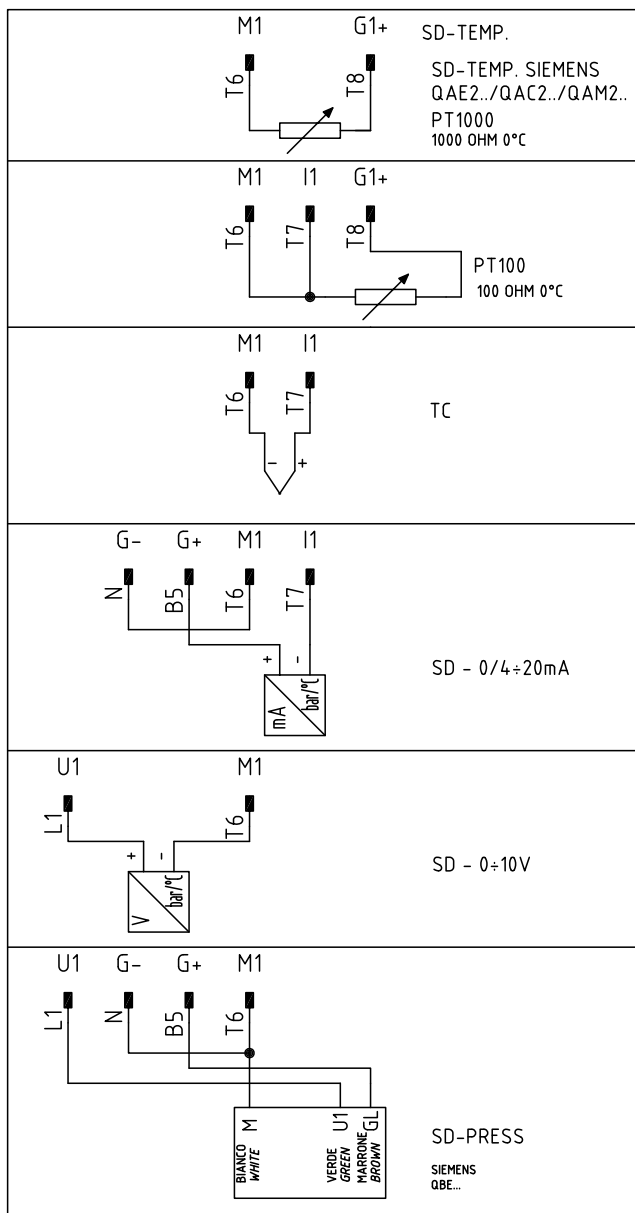 M1 G1+ SD-TEMP.
T6 T8 SD-TEMP. SIEMENS
QAE2../QAC2../QAM2..
PT1000
1000 OHM 0°C
M1 I1 G1+
T6 T7 T8
PT100
100 OHM 0°C
M1 I1
T6 T7
TC
- +
G- G+ M1 I1
N B5 T6 T7
+ -
mA bar/°C
SD - 0/4÷20mA
U1 M1
L1 T6
+ -
V bar/°C
SD - 0÷10V
U1 G- G+ M1
L1 N B5 T6
M U1 GL
BIANCO VERDE MARRONE
WHITE GREEN BROWN
SD-PRESS
SIEMENS
QBE...